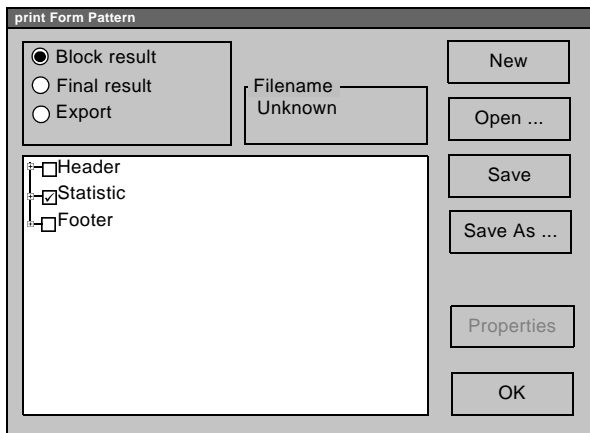 print Form Pattern
Block result
Final result
Export
Filename
Unknown
New
Open ...
Save
Save As ...
Header
Statistic
Footer
Properties
OK